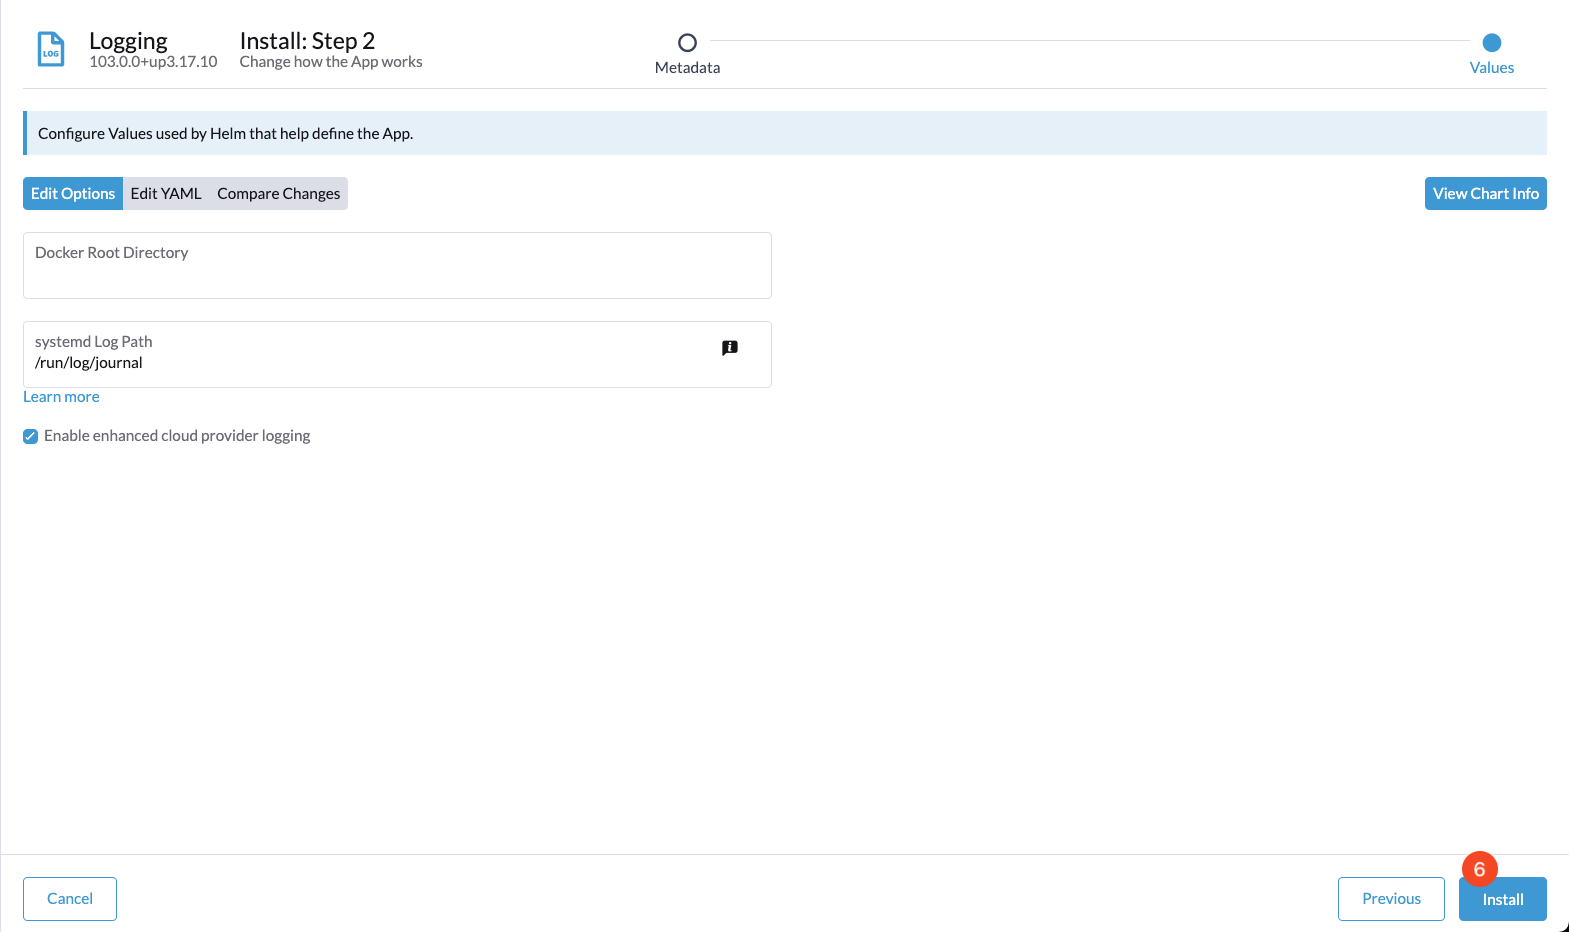 LOG
Logging
103.0.0+up3.17.10
Install: Step 2
Change how the App works
Metadata
Values
Configure Values used by Helm that help define the App.
Edit Options
Edit YAML
Compare Changes
View Chart Info
Docker Root Directory
systemd Log Path
/run/log/journal
Learn more
Enable enhanced cloud provider logging
Cancel
Previous
6
Install